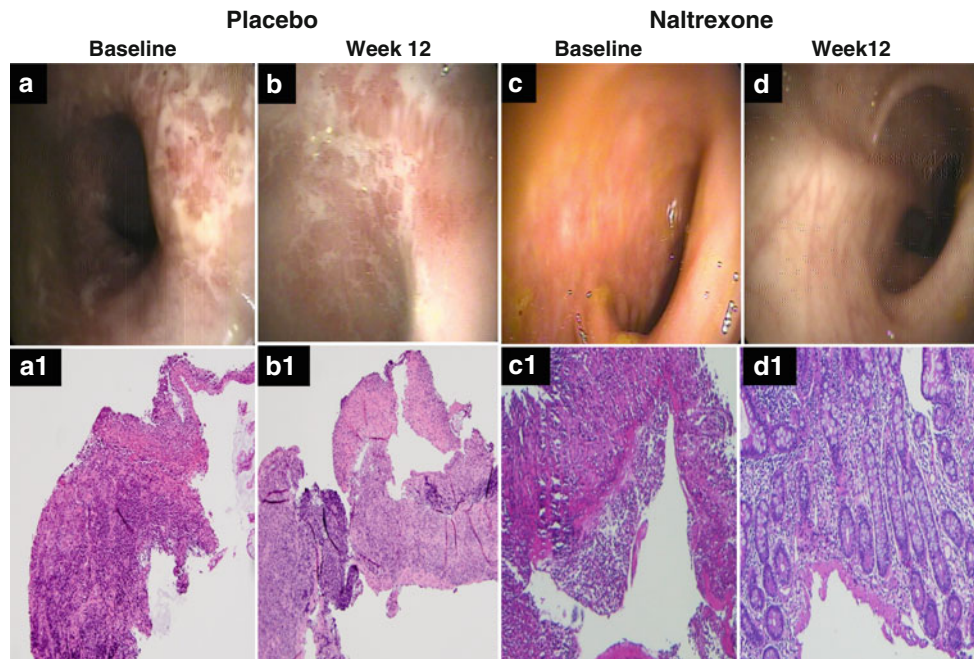 Placebo Naltrexone
Baseline Week 12 Baseline Week12
a b c d
a1 b1 c1 d1